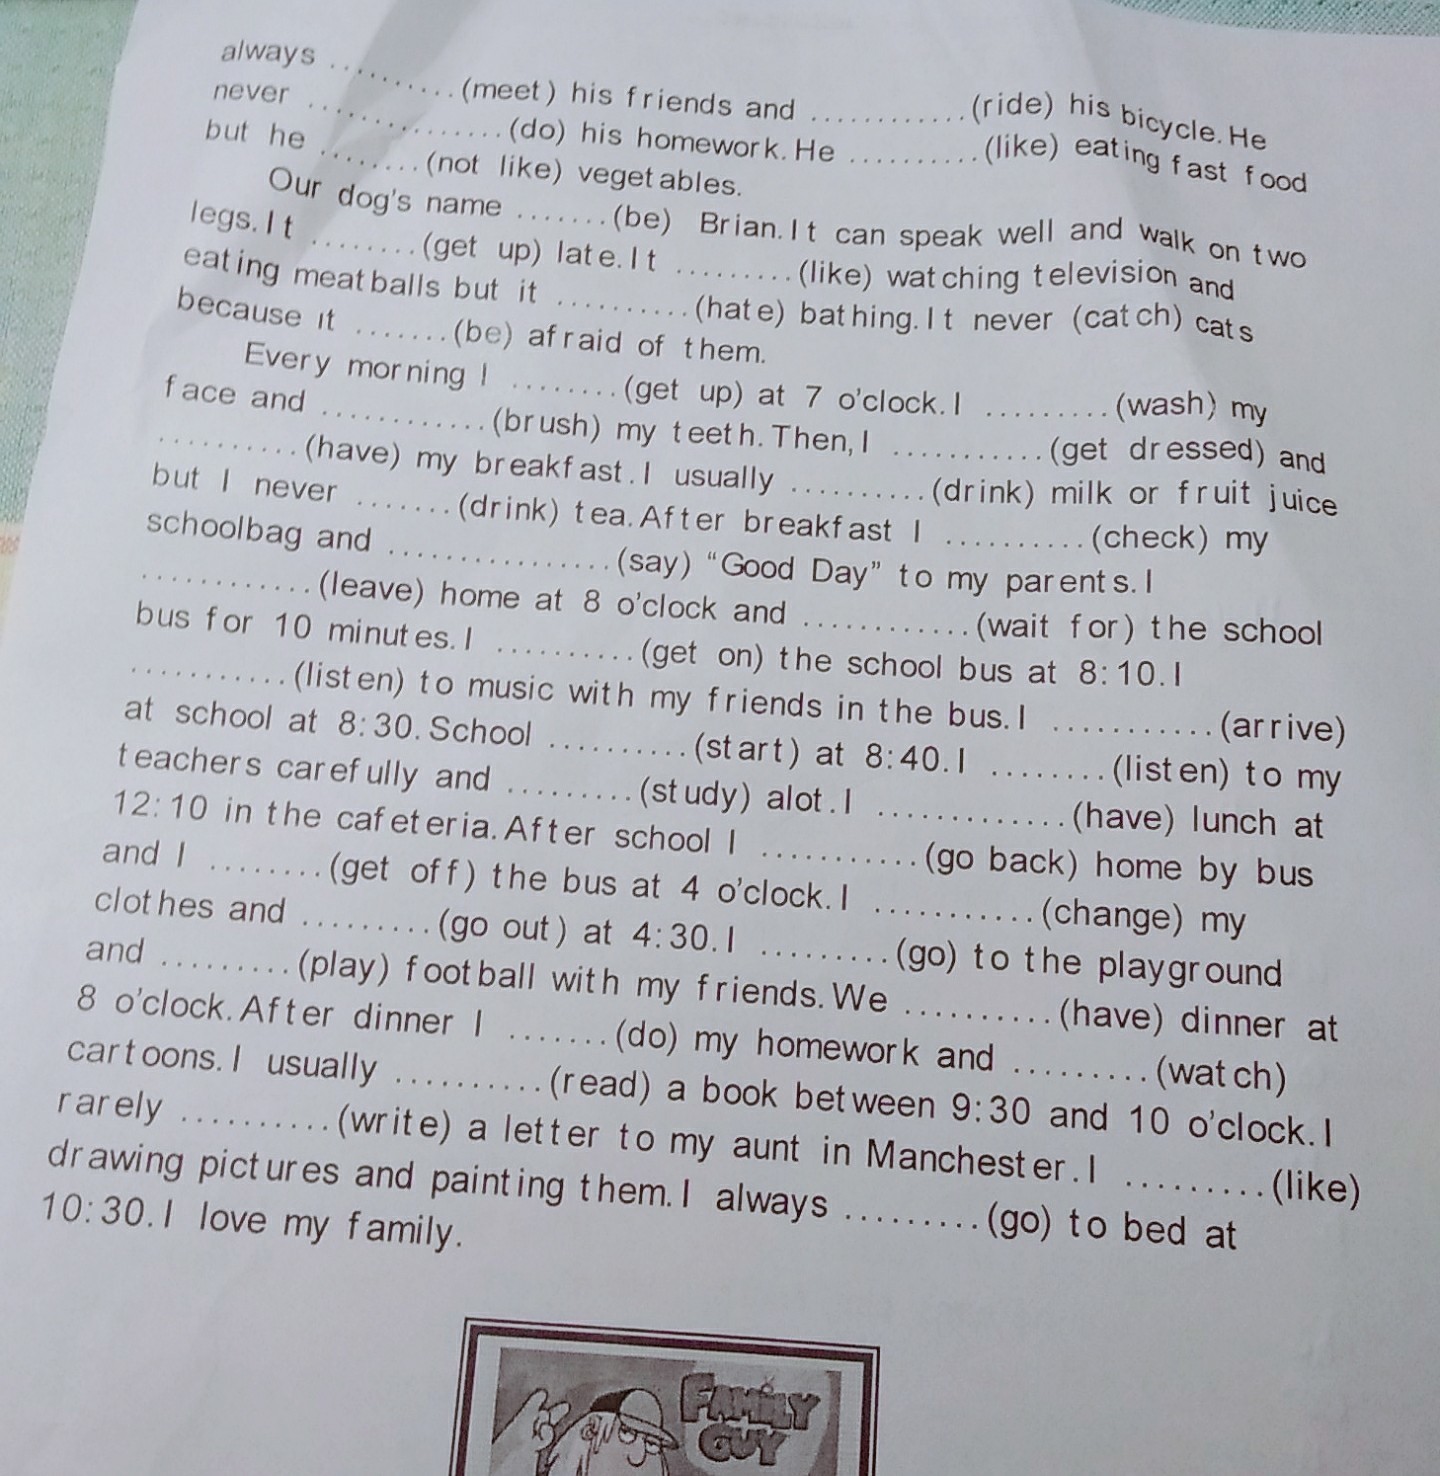 always .......... (meet) his friends and ............ (ride) his bicycle. He
never ............... (do) his homework. He .......... (like) eating fast food
but he ........ (not like) vegetables.
Our dog's name ....... (be) Brian. It can speak well and walk on two
legs. It ........ (get up) late. It ......... (like) watching television and
eating meatballs but it .......... (hate) bathing. It never (catch) cats
because it ....... (be) afraid of them.
Every morning I ........ (get up) at 7 o'clock. I ......... (wash) my
face and ............ (brush) my teeth. Then, I ........... (get dressed) and
.......... (have) my breakfast. I usually .......... (drink) milk or fruit juice
but I never ....... (drink) tea. After breakfast I .......... (check) my
schoolbag and ................ (say) “Good Day” to my parents. I
............ (leave) home at 8 o'clock and ............ (wait for) the school
bus for 10 minutes. I .......... (get on) the school bus at 8:10. I
........... (listen) to music with my friends in the bus. I ............ (arrive)
at school at 8:30. School .......... (start) at 8:40. I ........ (listen) to my
teachers carefully and ......... (study) alot. I ............. (have) lunch at
12:10 in the cafeteria. After school I ........... (go back) home by bus
and I ........ (get off) the bus at 4 o'clock. I ........... (change) my
clothes and ......... (go out) at 4:30. I ......... (go) to the playground
and ......... (play) football with my friends. We .......... (have) dinner at
8 o'clock. After dinner I ....... (do) my homework and ......... (watch)
cartoons. I usually .......... (read) a book between 9:30 and 10 o'clock. I
rarely .......... (write) a letter to my aunt in Manchester. I ......... (like)
drawing pictures and painting them. I always ......... (go) to bed at
10:30. I love my family.
FAMILY
GUY